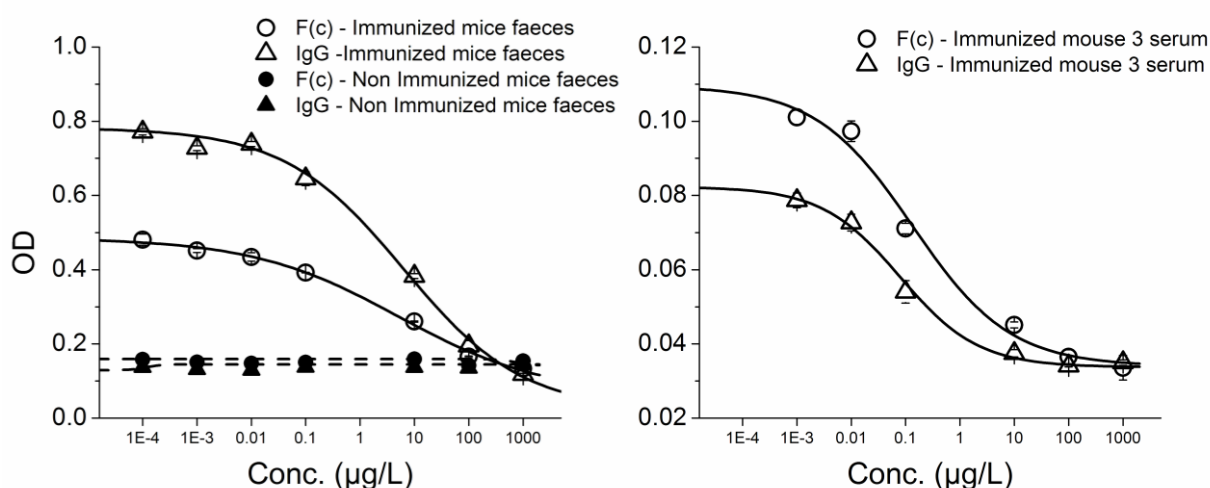 F(c) - Immunized mice faeces
IgG -Immunized mice faeces
F(c) - Non Immunized mice faeces
IgG - Non Immunized mice faeces
1.0
0.8
0.6
0.4
0.2
0.0
OD
1E-4 1E-3 0.01 0.1 1 10 100 1000
Conc. (µg/L)
F(c) - Immunized mouse 3 serum
IgG - Immunized mouse 3 serum
0.12
0.10
0.08
0.06
0.04
0.02
1E-4 1E-3 0.01 0.1 1 10 100 1000
Conc. (µg/L)